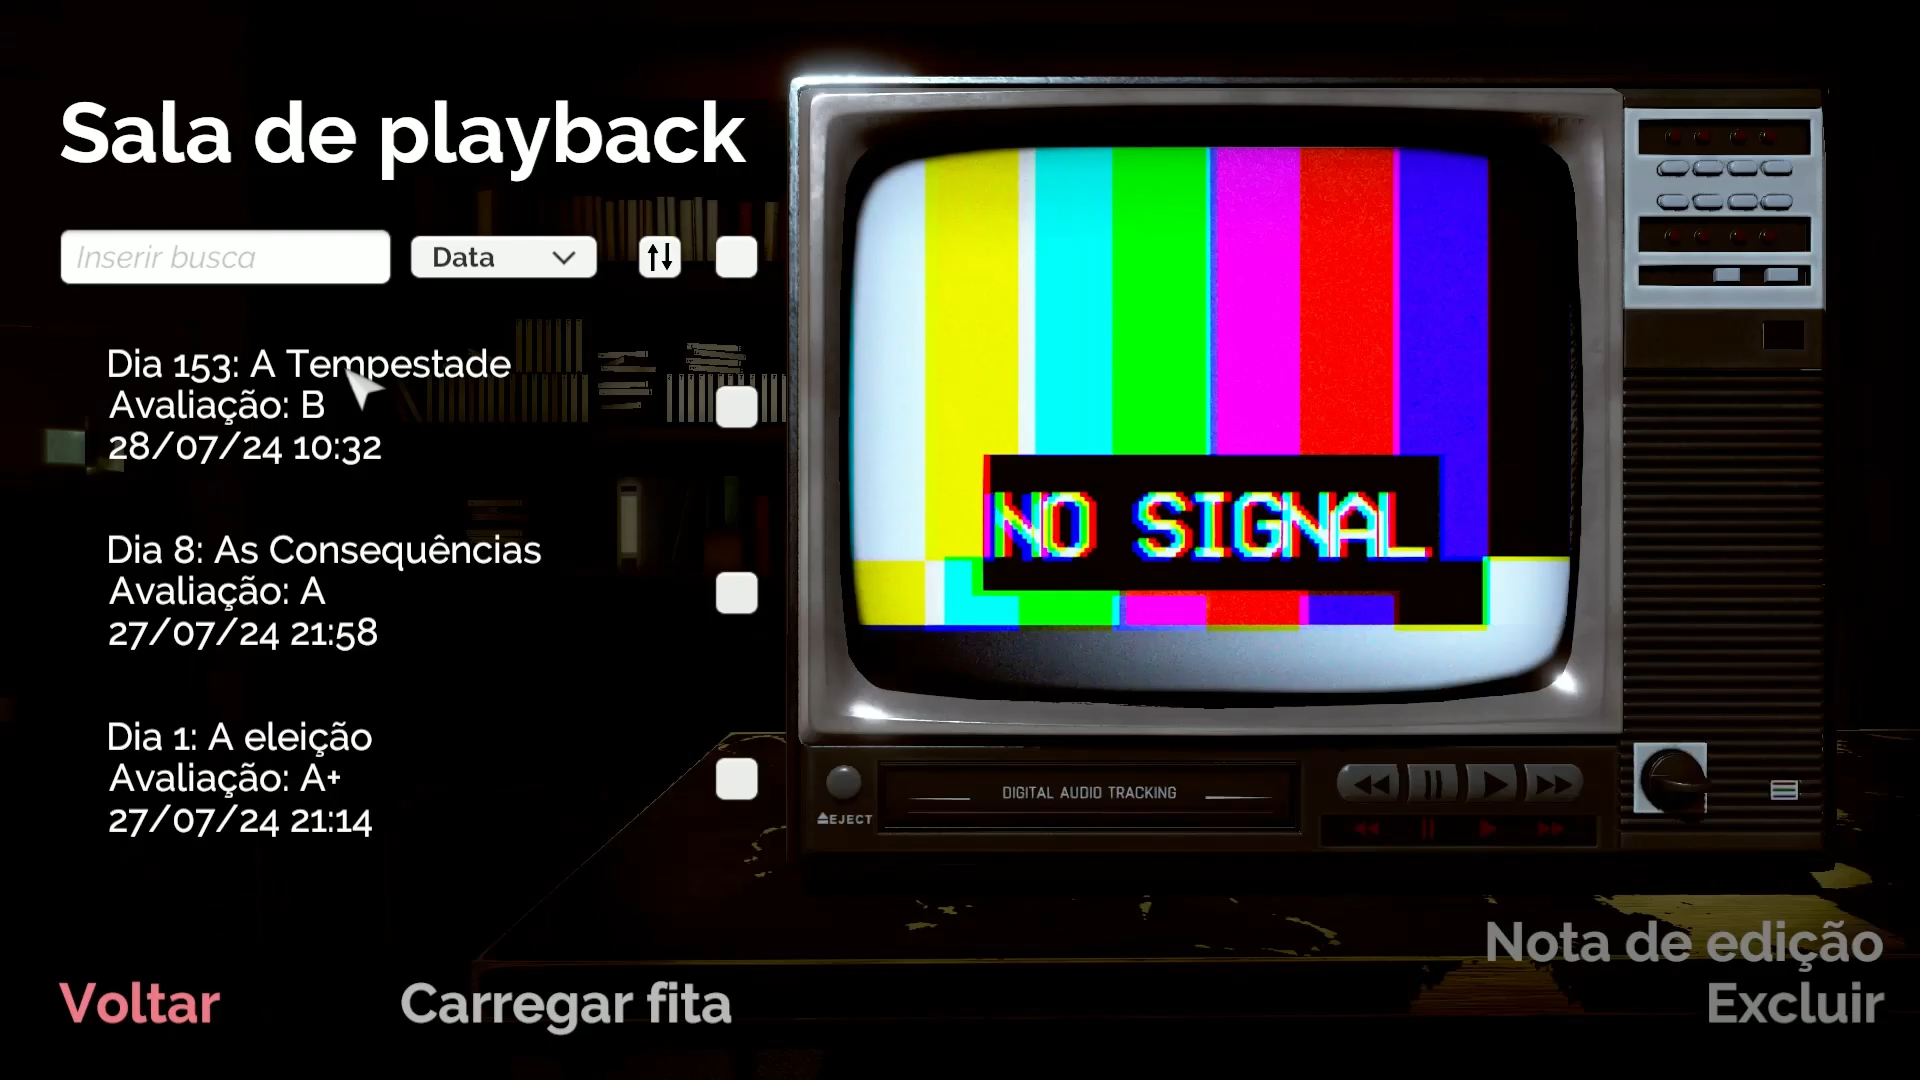 Sala de playback
Inserir busca
Data
Dia 153: A Tempestade
Avaliação: B
28/07/24 10:32
Dia 8: As Consequências
Avaliação: A
27/07/24 21:58
Dia 1: A eleição
Avaliação: A+
27/07/24 21:14
NO SIGNAL
DIGITAL AUDIO TRACKING
EJECT
Nota de edição
Voltar
Carregar fita
Excluir